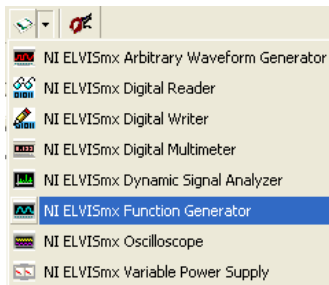 NI ELVISmx Arbitrary Waveform Generator
NI ELVISmx Digital Reader
NI ELVISmx Digital Writer
NI ELVISmx Digital Multimeter
NI ELVISmx Dynamic Signal Analyzer
NI ELVISmx Function Generator
NI ELVISmx Oscilloscope
NI ELVISmx Variable Power Supply